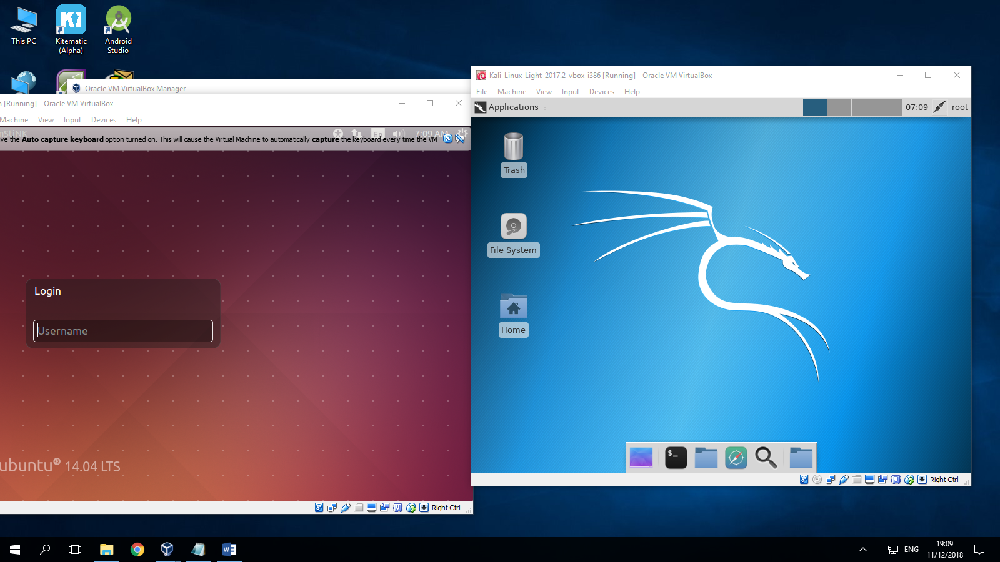 This PC
Kitematic
(Alpha)
Android
Studio
Oracle VM VirtualBox Manager
[Running] - Oracle VM VirtualBox
Machine View Input Devices Help
nStiNK
En
7:09 AM
ve the Auto capture keyboard option turned on. This will cause the Virtual Machine to automatically capture the keyboard every time the VM
Login
Username
ubuntu 14.04 LTS
Right Ctrl
Kali-Linux-Light-2017.2-vbox-i386 [Running] - Oracle VM VirtualBox
File Machine View Input Devices Help
Applications
07:09
root
Trash
File System
Home
$_
Right Ctrl
W
ENG
19:09
11/12/2018